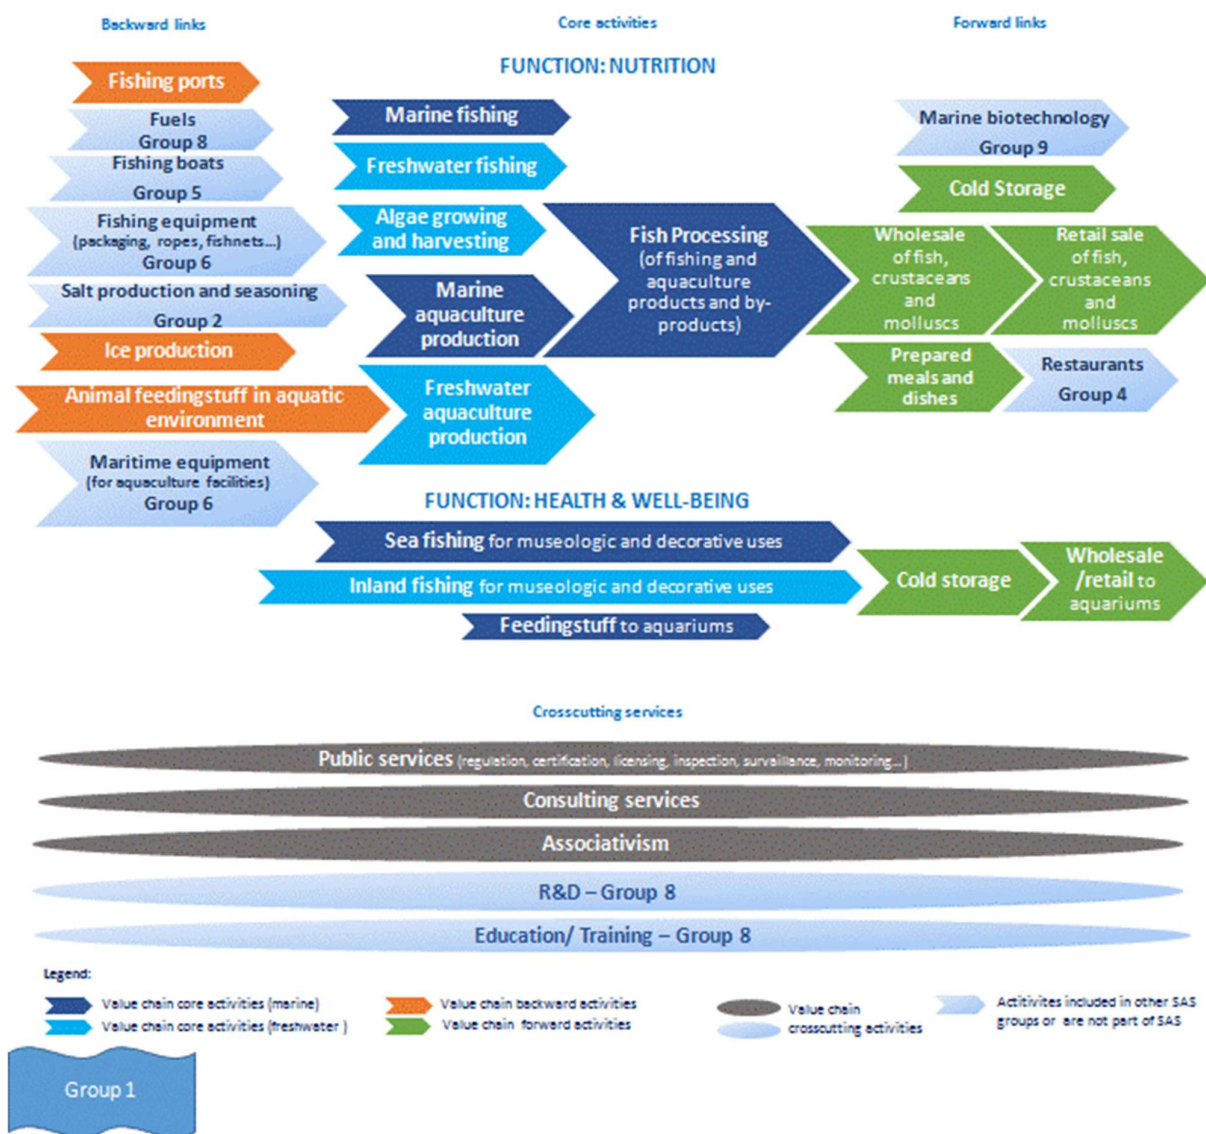 Backward links
Core activities
Forward links
FUNCTION: NUTRITION
Fishing ports
Fuels
Group 8
Fishing boats
Group 5
Fishing equipment
(packaging, ropes, fishnets...)
Group 6
Salt production and seasoning
Group 2
Ice production
Animal feedingstuff in aquatic
environment
Maritime equipment
(for aquaculture facilities)
Group 6
Marine fishing
Freshwater fishing
Algae growing
and harvesting
Marine
aquaculture
production
Freshwater
aquaculture
production
Fish Processing
(of fishing and
aquaculture
products and by-
products)
Marine biotechnology
Group 9
Cold Storage
Wholesale
of fish,
crustaceans
and
molluscs
Retail sale
of fish,
crustaceans
and
molluscs
Prepared
meals and
dishes
Restaurants
Group 4
FUNCTION: HEALTH & WELL-BEING
Sea fishing for museologic and decorative uses
Inland fishing for museologic and decorative uses
Feedingstuff to aquariums
Cold storage
Wholesale
/retail to
aquariums
Crosscutting services
Public services (regulation, certification, licensing, inspection, survaillance, monitoring...)
Consulting services
Associativism
R&D – Group 8
Education/ Training – Group 8
Legend:
Value chain core activities (marine)
Value chain core activities (freshwater )
Value chain backward activities
Value chain forward activities
Value chain
crosscutting activities
Actitivites included in other SAS
groups or are not part of SAS
Group 1